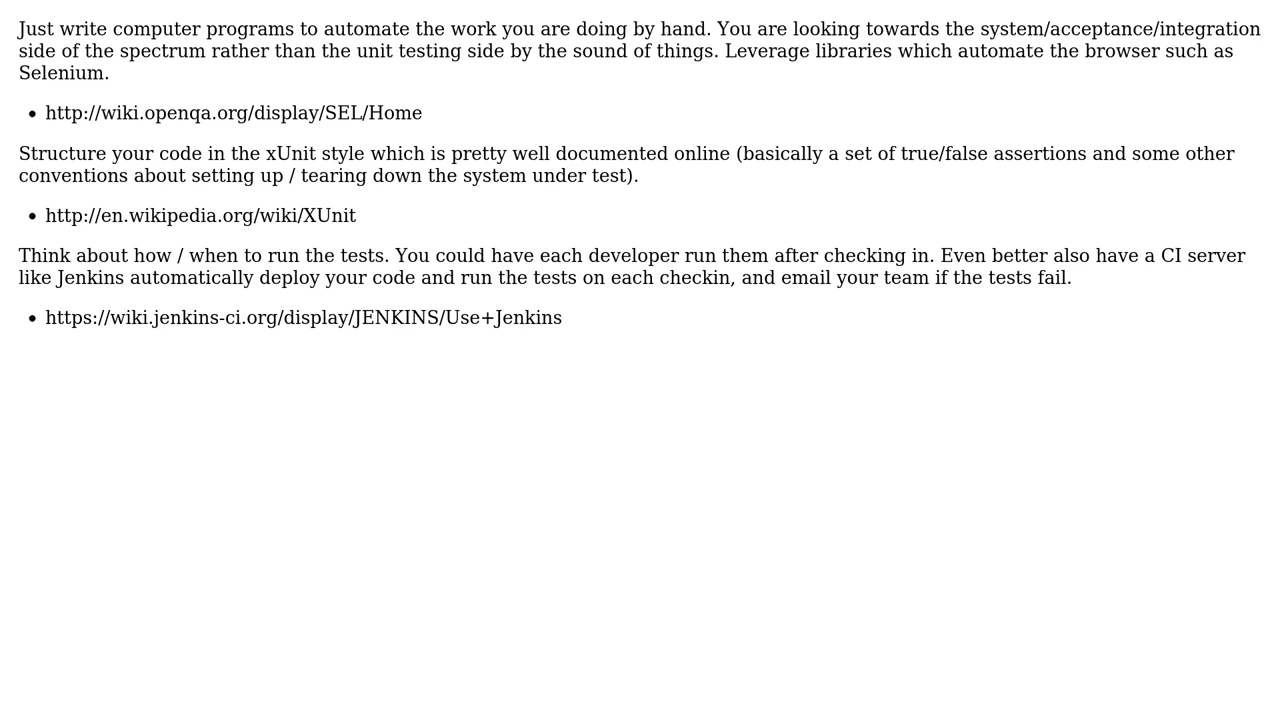 Just write computer programs to automate the work you are doing by hand. You are looking towards the system/acceptance/integration
side of the spectrum rather than the unit testing side by the sound of things. Leverage libraries which automate the browser such as
Selenium.
• http://wiki.openqa.org/display/SEL/Home
Structure your code in the xUnit style which is pretty well documented online (basically a set of true/false assertions and some other
conventions about setting up / tearing down the system under test).
• http://en.wikipedia.org/wiki/XUnit
Think about how / when to run the tests. You could have each developer run them after checking in. Even better also have a CI server
like Jenkins automatically deploy your code and run the tests on each checkin, and email your team if the tests fail.
• https://wiki.jenkins-ci.org/display/JENKINS/Use+Jenkins